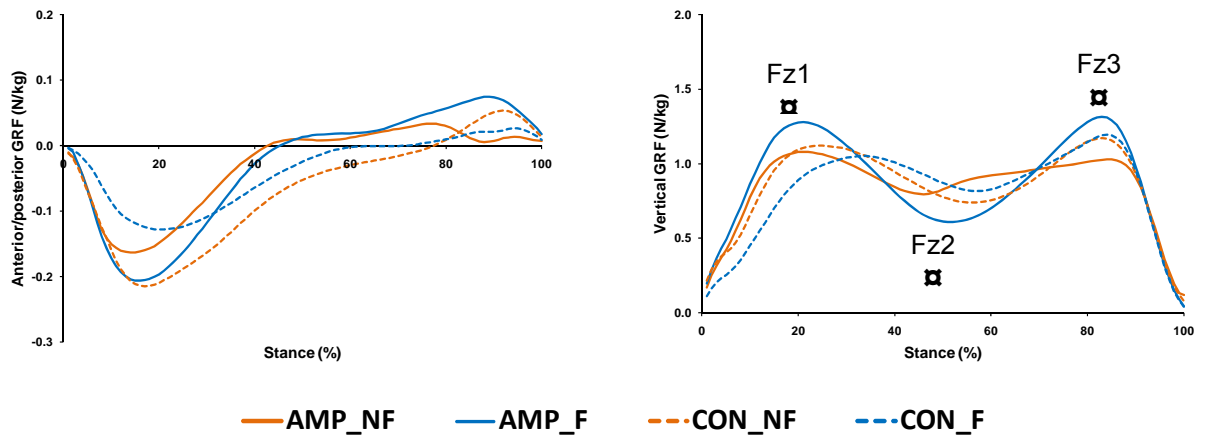 0.2
0.1
0.0
-0.1
-0.2
-0.3
0 20 40 60 80 100
Anterior/posterior GRF (N/kg)
Stance (%)
2.0
1.5
1.0
0.5
0.0
0 20 40 60 80 100
Vertical GRF (N/kg)
Stance (%)
Fz1
Fz3
Fz2
AMP_NF AMP_F CON_NF CON_F